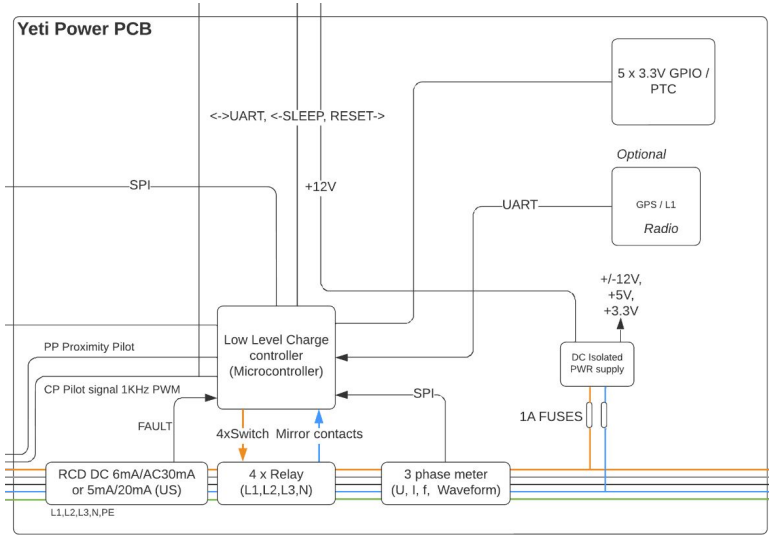 Yeti Power PCB
5 x 3.3V GPIO /
PTC
<->UART, <-SLEEP, RESET->
Optional
SPI
+12V
UART
GPS / L1
Radio
+/-12V,
+5V,
+3.3V
Low Level Charge
controller
(Microcontroller)
PP Proximity Pilot
DC Isolated
PWR supply
CP Pilot signal 1KHz PWM
SPI
1A FUSES
FAULT
4xSwitch
Mirror contacts
RCD DC 6mA/AC30mA
or 5mA/20mA (US)
4 x Relay
(L1,L2,L3,N)
3 phase meter
(U, I, f, Waveform)
L1,L2,L3,N,PE